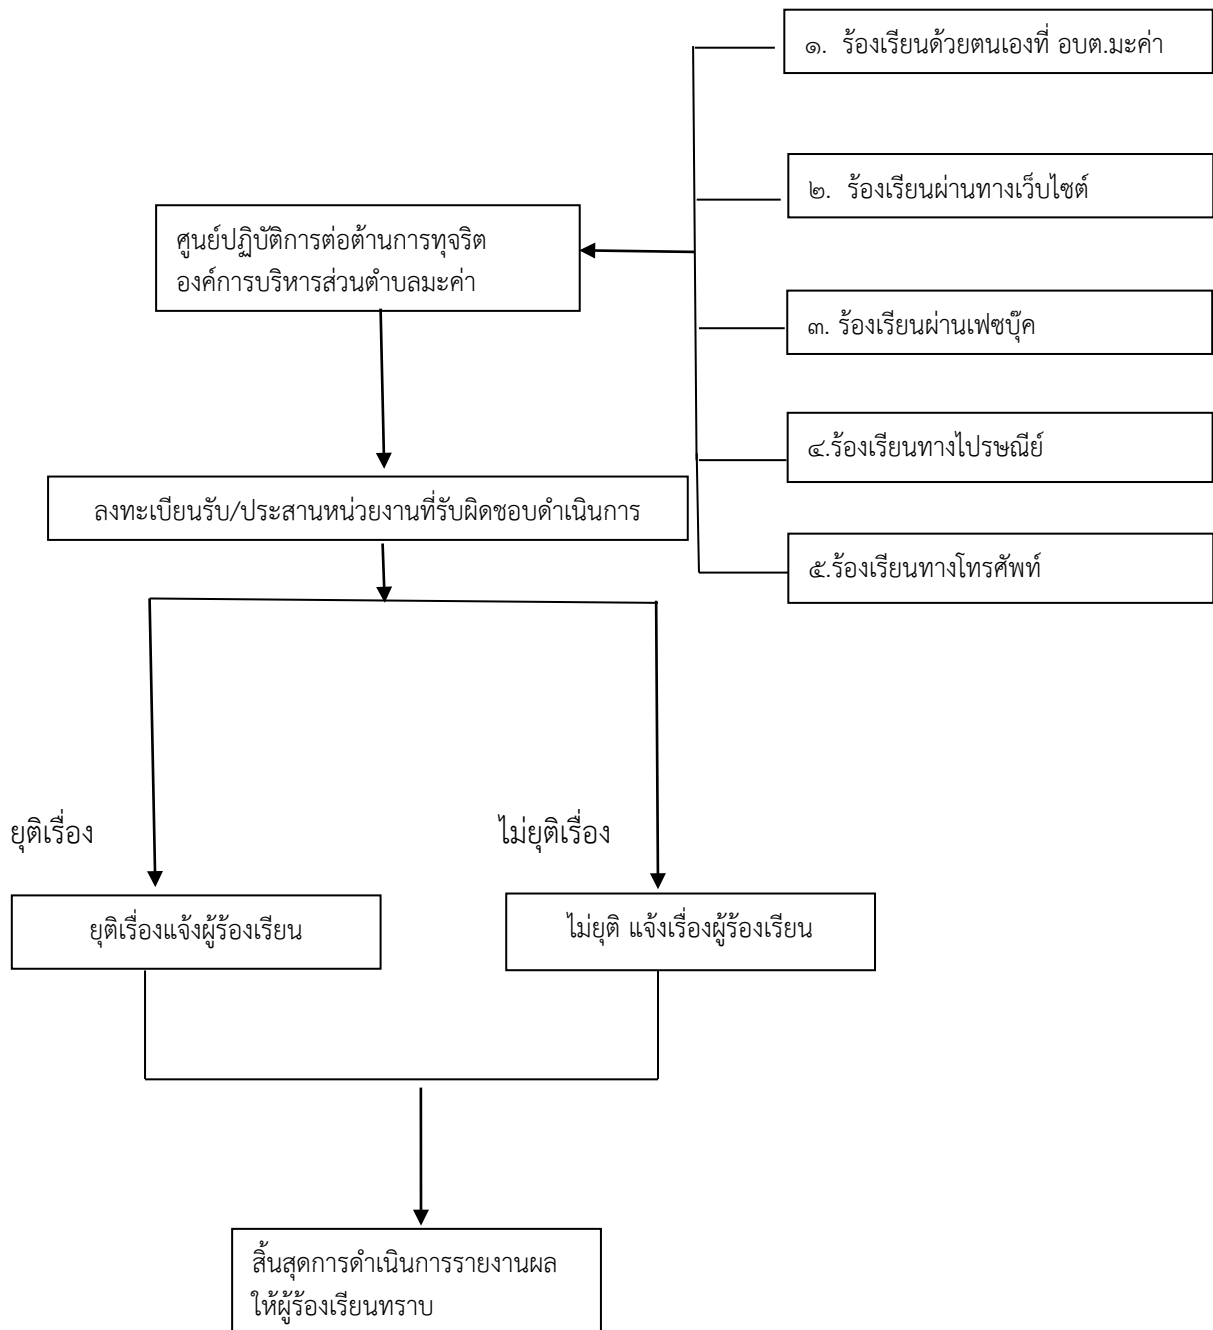 ๑. ร้องเรียนด้วยตนเองที่ อบต.มะค่า
๒. ร้องเรียนผ่านทางเว็บไซต์
ศูนย์ปฏิบัติการต่อต้านการทุจริต
องค์การบริหารส่วนตำบลมะค่า
๓. ร้องเรียนผ่านเฟซบุ๊ค
๔.ร้องเรียนทางไปรษณีย์
ลงทะเบียนรับ/ประสานหน่วยงานที่รับผิดชอบดำเนินการ
๕.ร้องเรียนทางโทรศัพท์
ยุติเรื่อง
ไม่ยุติเรื่อง
ยุติเรื่องแจ้งผู้ร้องเรียน
ไม่ยุติ แจ้งเรื่องผู้ร้องเรียน
สิ้นสุดการดำเนินการรายงานผล
ให้ผู้ร้องเรียนทราบ